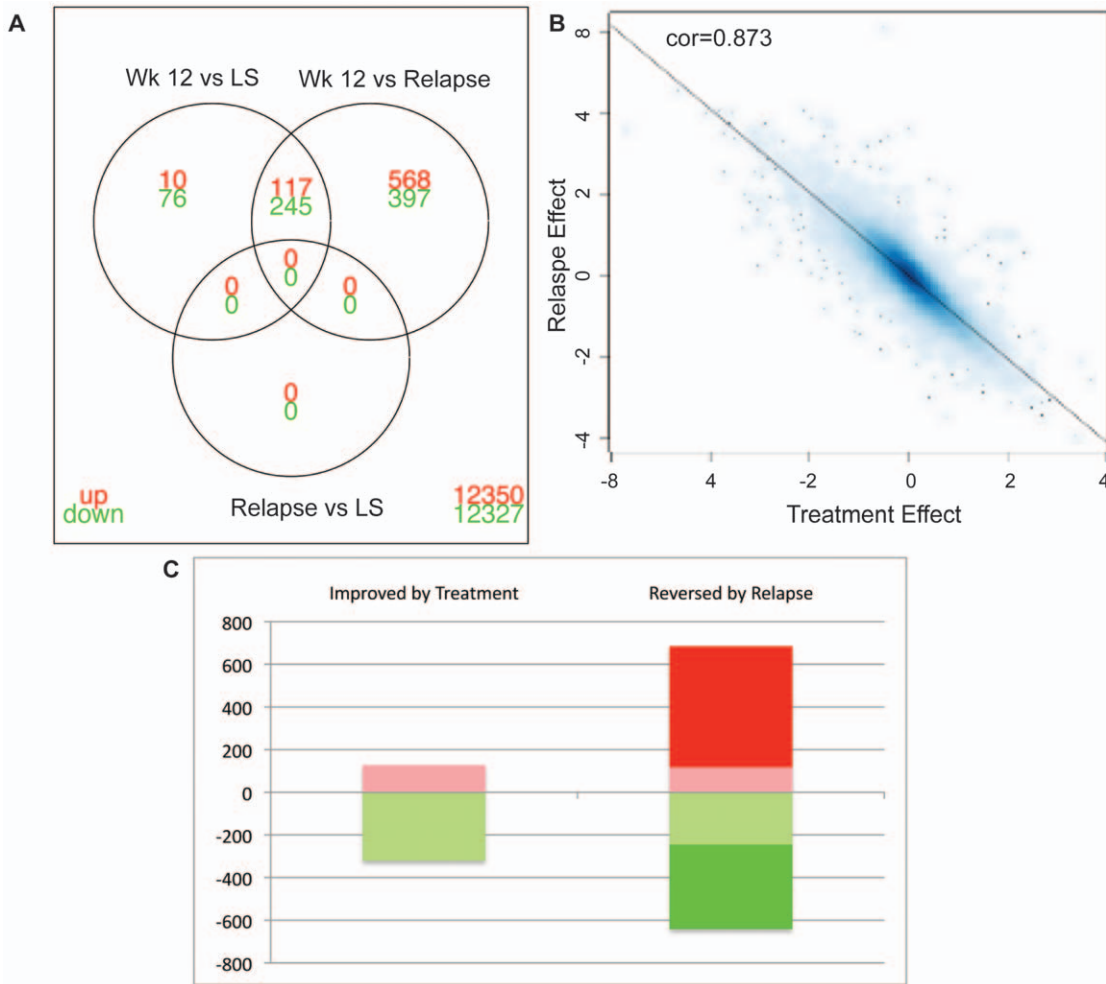 A
Wk 12 vs LS
Wk 12 vs Relapse
10
76
117
245
568
397
0
0
0
0
0
0
0
0
up
down
Relapse vs LS
12350
12327
B
cor=0.873
8
4
2
0
-2
-4
Relaspe Effect
-8 4 -2 0 2 4
Treatment Effect
C
Improved by Treatment
Reversed by Relapse
800
600
400
200
0
-200
-400
-600
-800